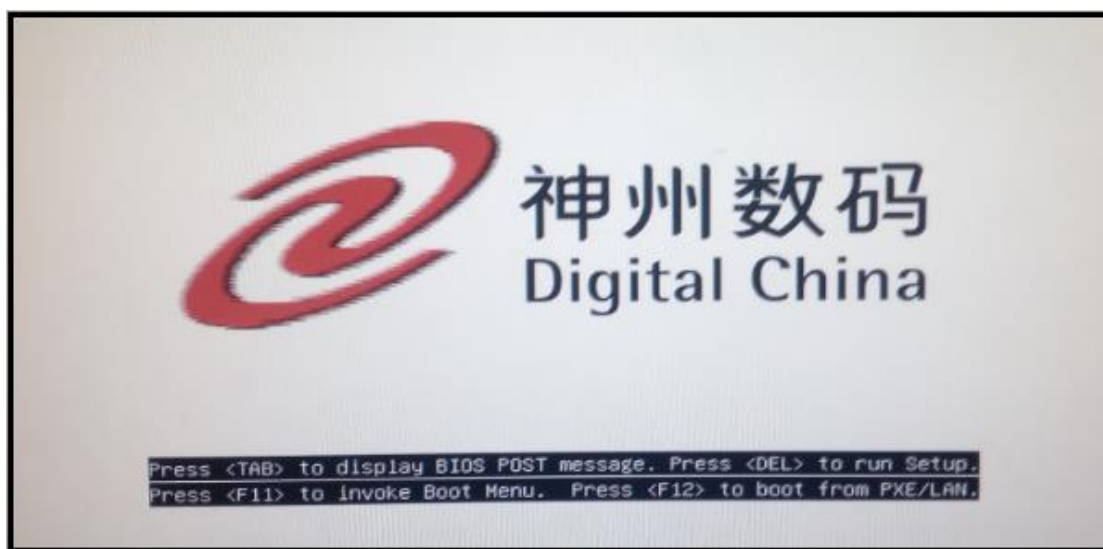 神州数码
Digital China
Press <TAB> to display BIOS POST message. Press <DEL> to run Setup.
Press <F11> to invoke Boot Menu.  Press <F12> to boot from PXE/LAN.